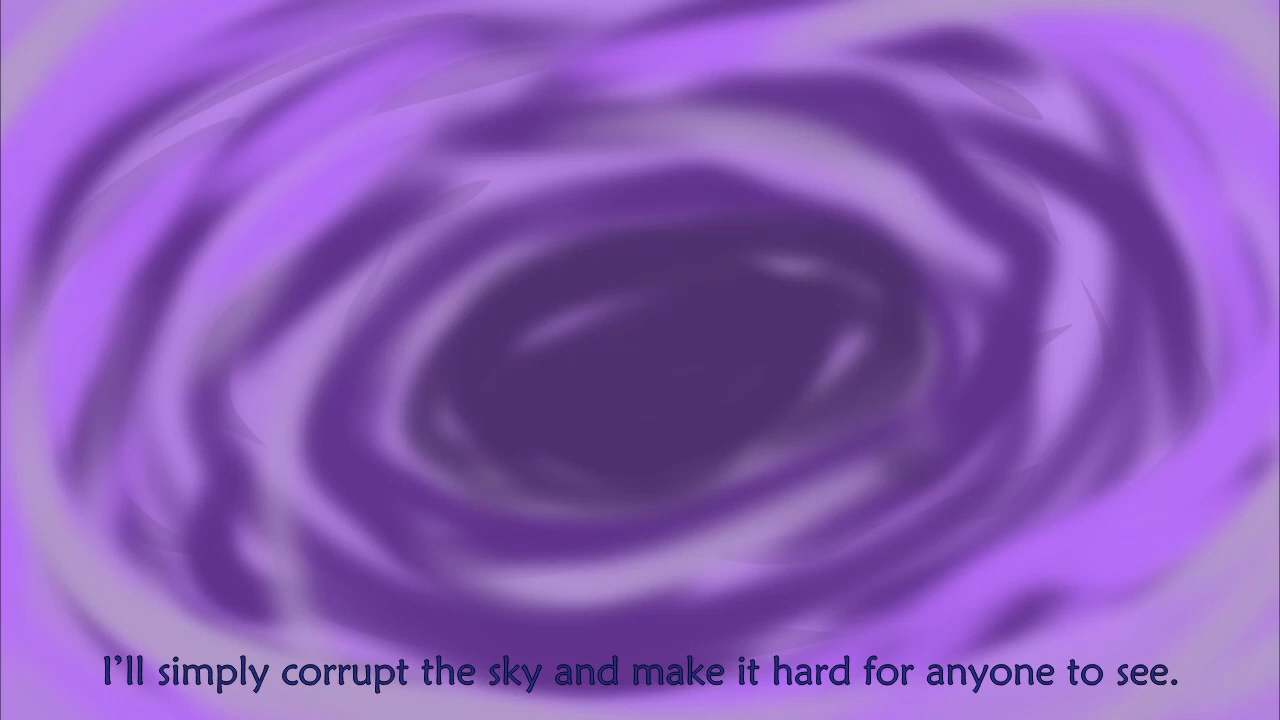 I’ll simply corrupt the sky and make it hard for anyone to see.